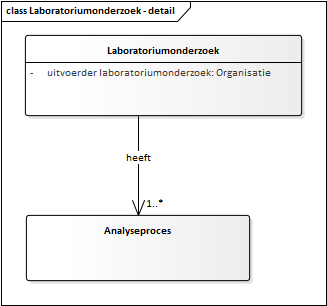 class Laboratoriumonderzoek - detail
Laboratoriumonderzoek
- uitvoerder laboratoriumonderzoek: Organisatie
heeft
1..*
Analyseproces